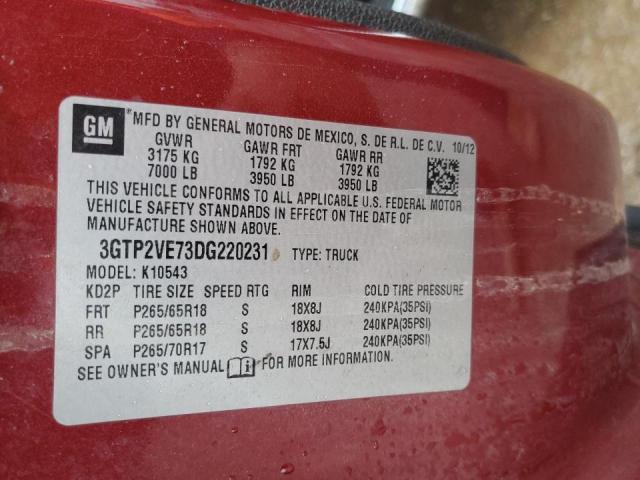 GM
®MFD BY GENERAL MOTORS DE MEXICO, S. DE R.L. DE C.V. 10/12
GVWR GAWR FRT GAWR RR
3175 KG 1792 KG 1792 KG
7000 LB 3950 LB 3950 LB
THIS VEHICLE CONFORMS TO ALL APPLICABLE U.S. FEDERAL MOTOR
VEHICLE SAFETY STANDARDS IN EFFECT ON THE DATE OF
MANUFACTURE SHOWN ABOVE.
3GTP2VE73DG220231 TYPE: TRUCK
MODEL: K10543
KD2P TIRE SIZE SPEED RTG RIM COLD TIRE PRESSURE
FRT P265/65R18 S 18X8J 240KPA(35PSI)
RR P265/65R18 S 18X8J 240KPA(35PSI)
SPA P265/70R17 S 17X7.5J 240KPA(35PSI)
SEE OWNER'S MANUAL FOR MORE INFORMATION.